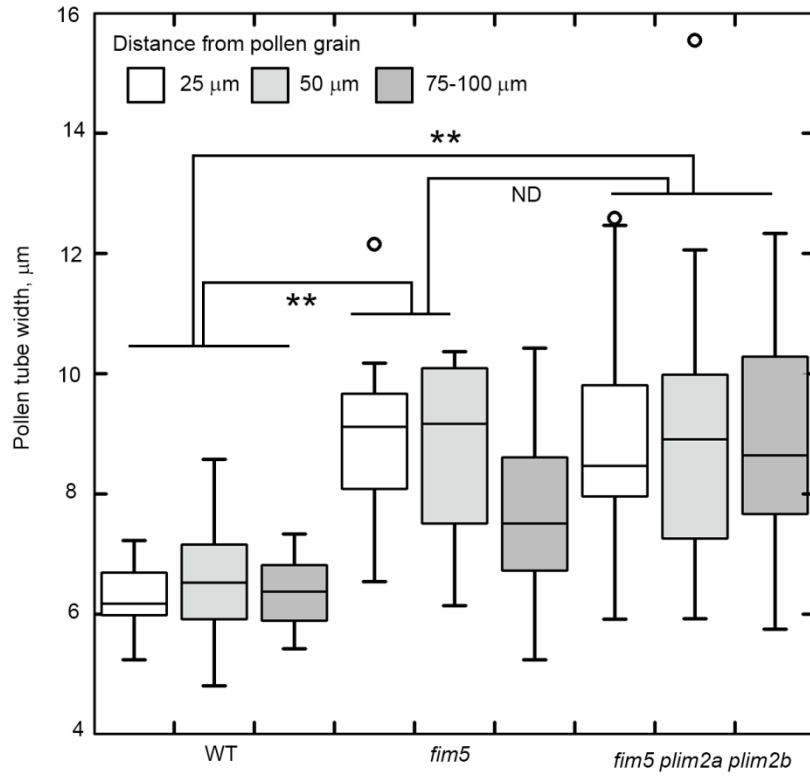 16
14
12
10
8
6
4
Pollen tube width, μm
Distance from pollen grain
25 μm
50 μm
75-100 μm
**
ND
**
WT
fim5
fim5 plim2a plim2b